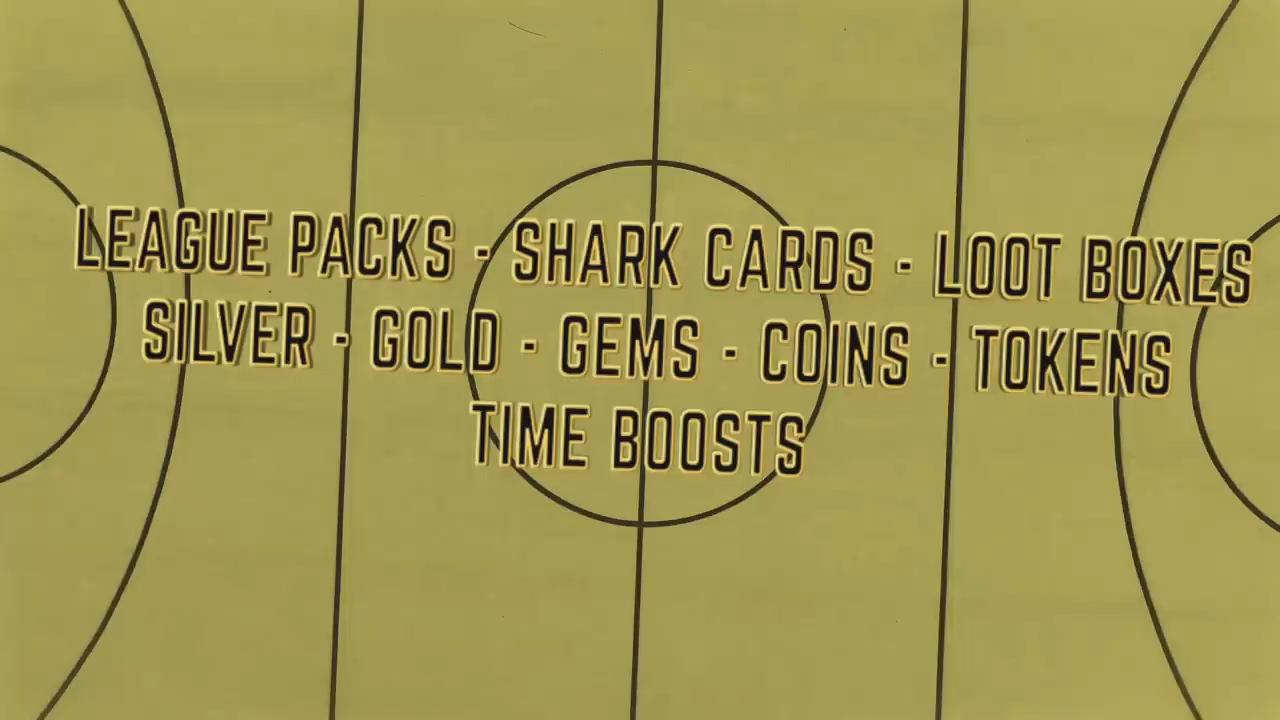 LEAGUE PACKS - SHARK CARDS - LOOT BOXES
SILVER - GOLD - GEMS - COINS - TOKENS
TIME BOOSTS